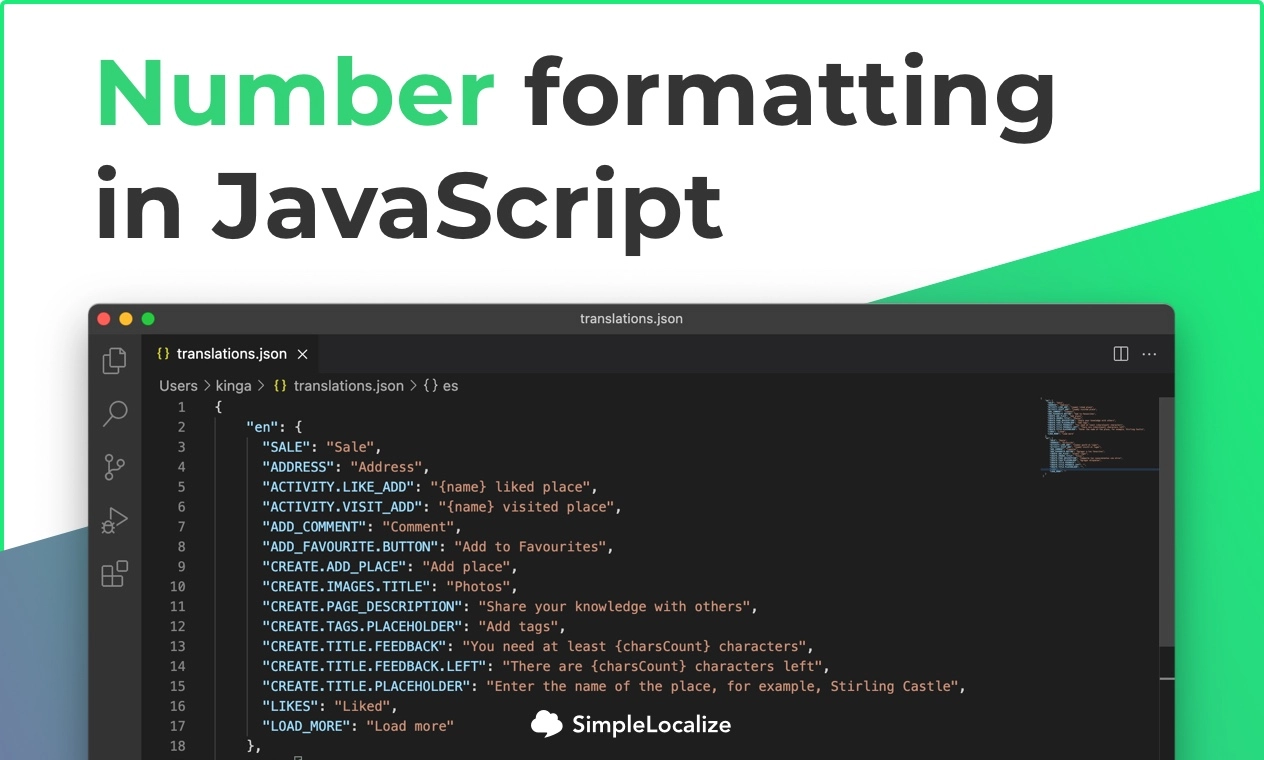 Number formatting
in JavaScript
translations.json
{} translations.json ×
Users > kinga > {} translations.json > {} es
1 {
2 "en": {
3 "SALE": "Sale",
4 "ADDRESS": "Address",
5 "ACTIVITY.LIKE_ADD": "{name} liked place",
6 "ACTIVITY.VISIT_ADD": "{name} visited place",
7 "ADD_COMMENT": "Comment",
8 "ADD_FAVOURITE.BUTTON": "Add to Favourites",
9 "CREATE.ADD_PLACE": "Add place",
10 "CREATE.IMAGES.TITLE": "Photos",
11 "CREATE.PAGE_DESCRIPTION": "Share your knowledge with others",
12 "CREATE.TAGS.PLACEHOLDER": "Add tags",
13 "CREATE.TITLE.FEEDBACK": "You need at least {charsCount} characters",
14 "CREATE.TITLE.FEEDBACK.LEFT": "There are {charsCount} characters left",
15 "CREATE.TITLE.PLACEHOLDER": "Enter the name of the place, for example, Stirling Castle",
16 "LIKES": "Liked",
17 "LOAD_MORE": "Load more"
18 },
SimpleLocalize